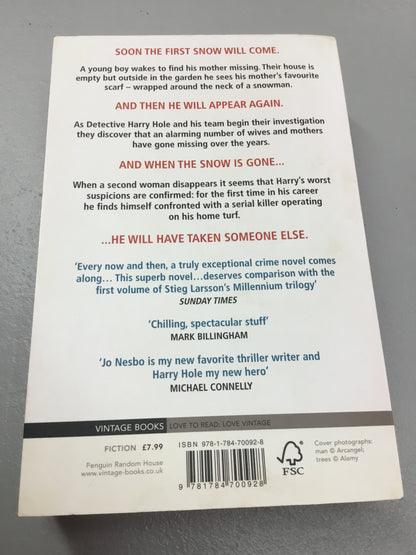 SOON THE FIRST SNOW WILL COME.
A young boy wakes to find his mother missing. Their house is
empty but outside in the garden he sees his mother's favourite
scarf – wrapped around the neck of a snowman.
AND THEN HE WILL APPEAR AGAIN.
As Detective Harry Hole and his team begin their investigation
they discover that an alarming number of wives and mothers
have gone missing over the years.
AND WHEN THE SNOW IS GONE...
When a second woman disappears it seems that Harry's worst
suspicions are confirmed: for the first time in his career
he finds himself confronted with a serial killer operating
on his home turf.
...HE WILL HAVE TAKEN SOMEONE ELSE.
'Every now and then, a truly exceptional crime novel comes
along... This superb novel...deserves comparison with the
first volume of Stieg Larsson's Millennium trilogy'
SUNDAY TIMES
'Chilling, spectacular stuff'
MARK BILLINGHAM
'Jo Nesbo is my new favorite thriller writer and
Harry Hole my new hero'
MICHAEL CONNELLY
VINTAGE BOOKS LOVE TO READ; LOVE VINTAGE
FICTION £7.99
Penguin Random House
www.vintage-books.co.uk
ISBN 978-1-784-70092-8
9 781784 700928
FSC
Cover photographs:
man © Arcangel;
trees © Alamy